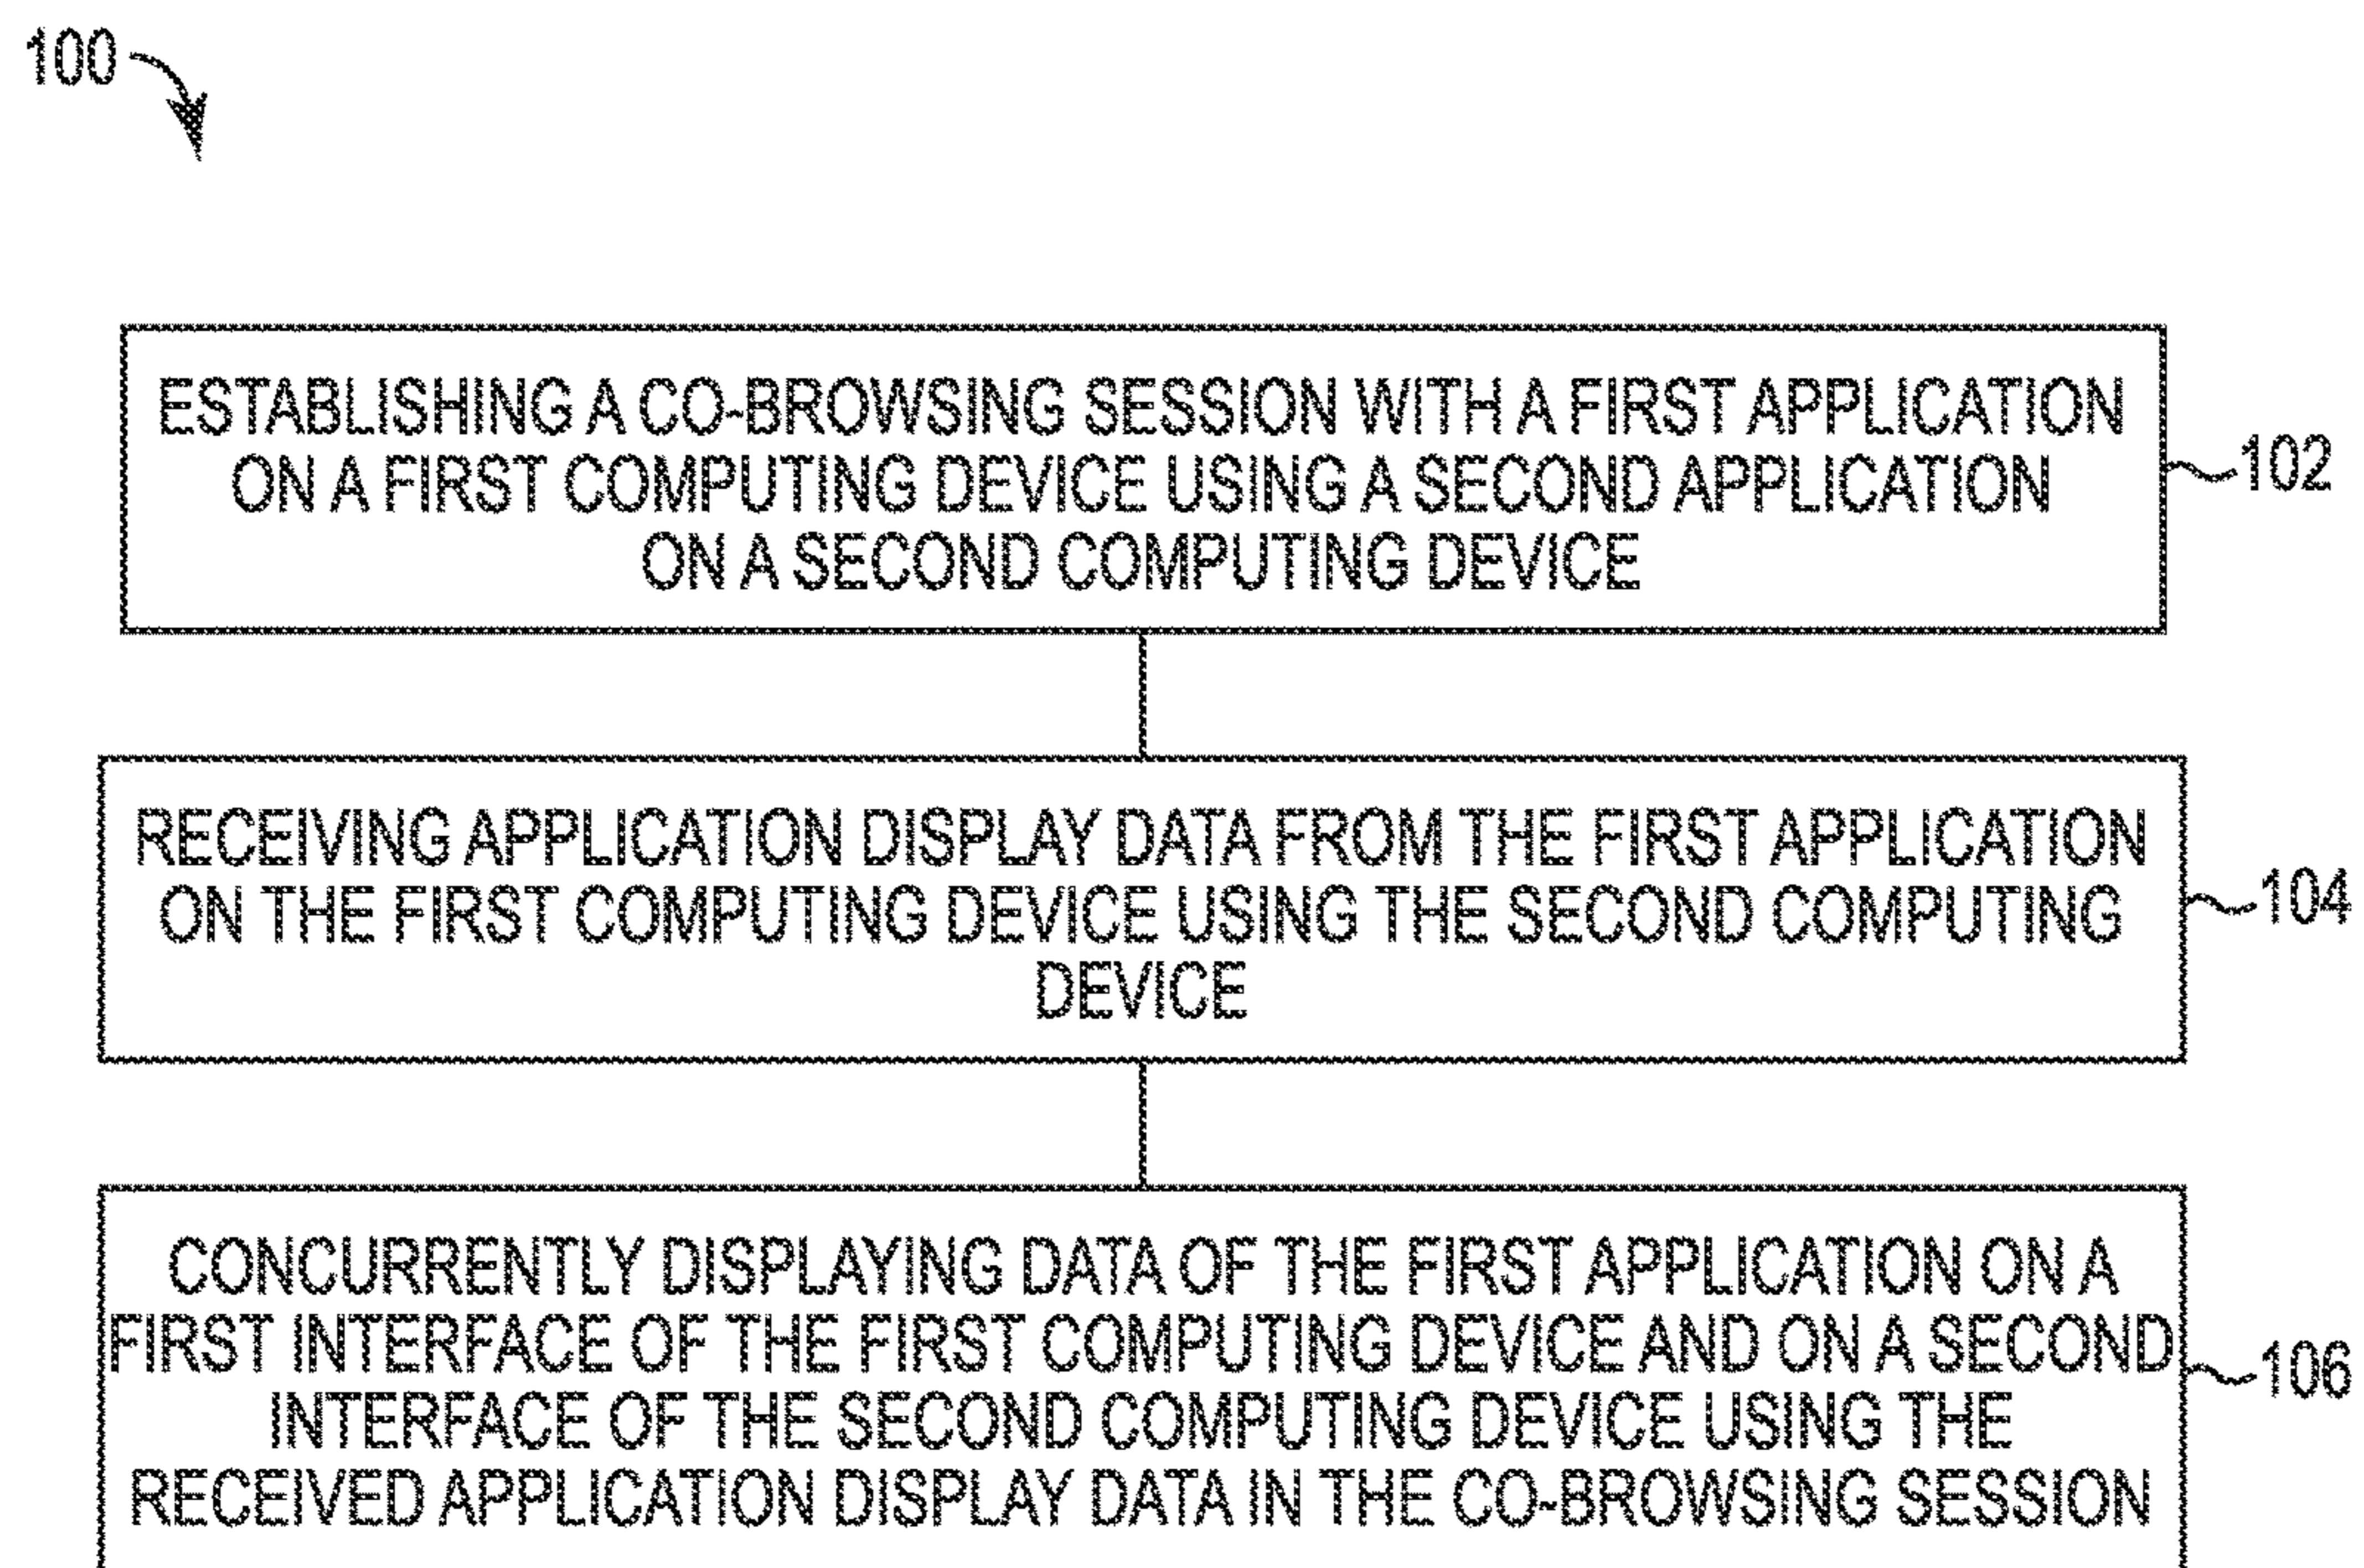 100
ESTABLISHING A CO-BROWSING SESSION WITH A FIRST APPLICATION
ON A FIRST COMPUTING DEVICE USING A SECOND APPLICATION
ON A SECOND COMPUTING DEVICE
102
RECEIVING APPLICATION DISPLAY DATA FROM THE FIRST APPLICATION
ON THE FIRST COMPUTING DEVICE USING THE SECOND COMPUTING
DEVICE
104
CONCURRENTLY DISPLAYING DATA OF THE FIRST APPLICATION ON A
FIRST INTERFACE OF THE FIRST COMPUTING DEVICE AND ON A SECOND
INTERFACE OF THE SECOND COMPUTING DEVICE USING THE
RECEIVED APPLICATION DISPLAY DATA IN THE CO-BROWSING SESSION
106